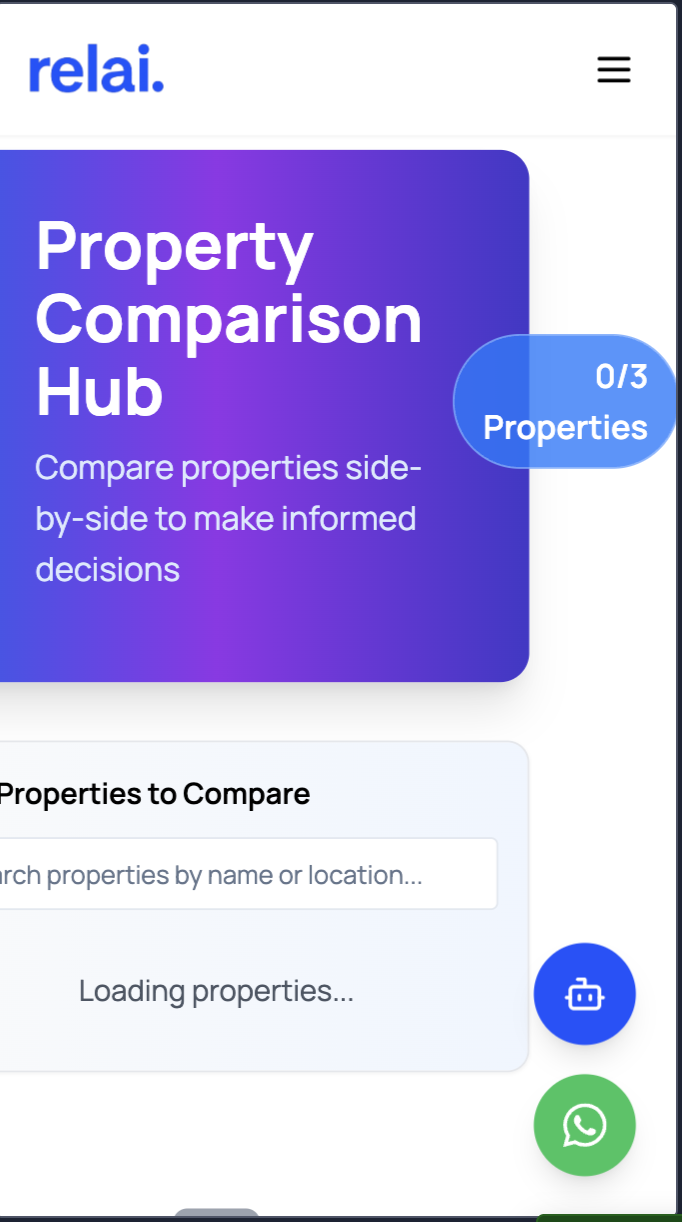 relai.
Property
Comparison
Hub
0/3
Properties
Compare properties side-
by-side to make informed
decisions
Properties to Compare
properties by name or location...
Loading properties...